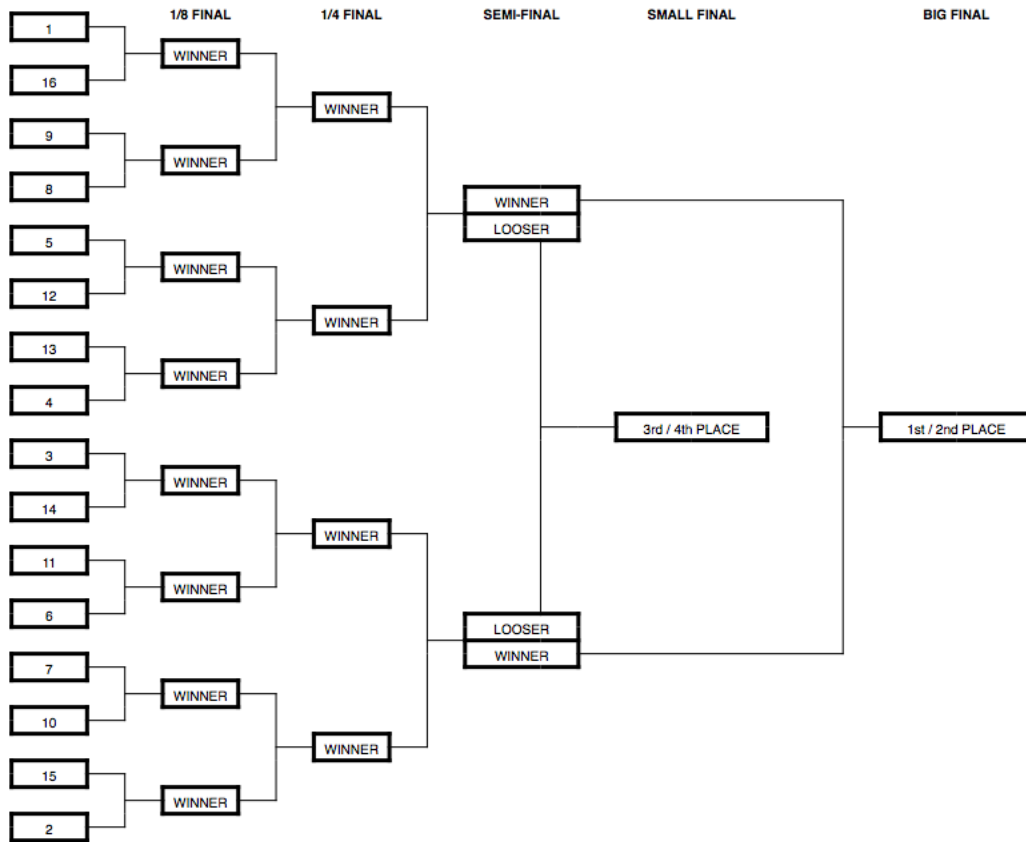 1/8 FINAL 1/4 FINAL SEMI-FINAL SMALL FINAL BIG FINAL
1
WINNER
16
WINNER
9
WINNER
8
WINNER
LOOSER
5
WINNER
12
WINNER
13
WINNER
4
3rd / 4th PLACE 1st / 2nd PLACE
3
WINNER
14
WINNER
11
WINNER
6
LOOSER
WINNER
7
WINNER
10
WINNER
15
WINNER
2